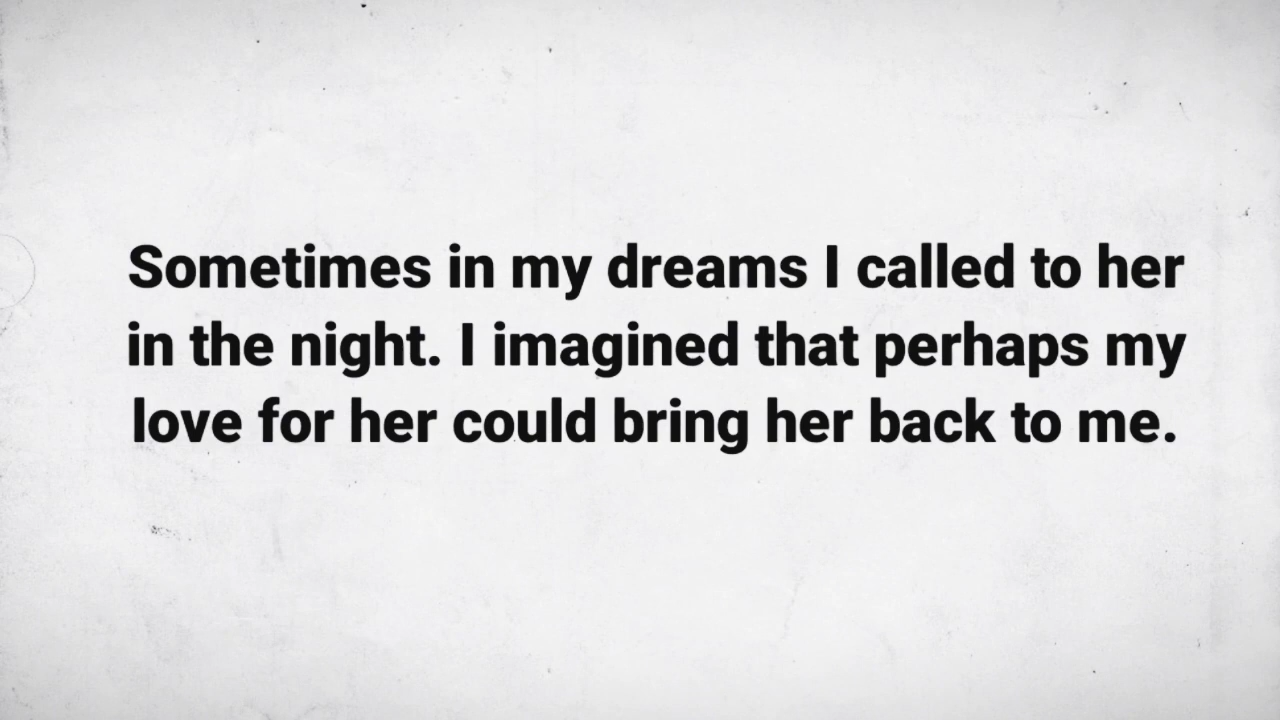 Sometimes in my dreams I called to her
in the night. I imagined that perhaps my
love for her could bring her back to me.